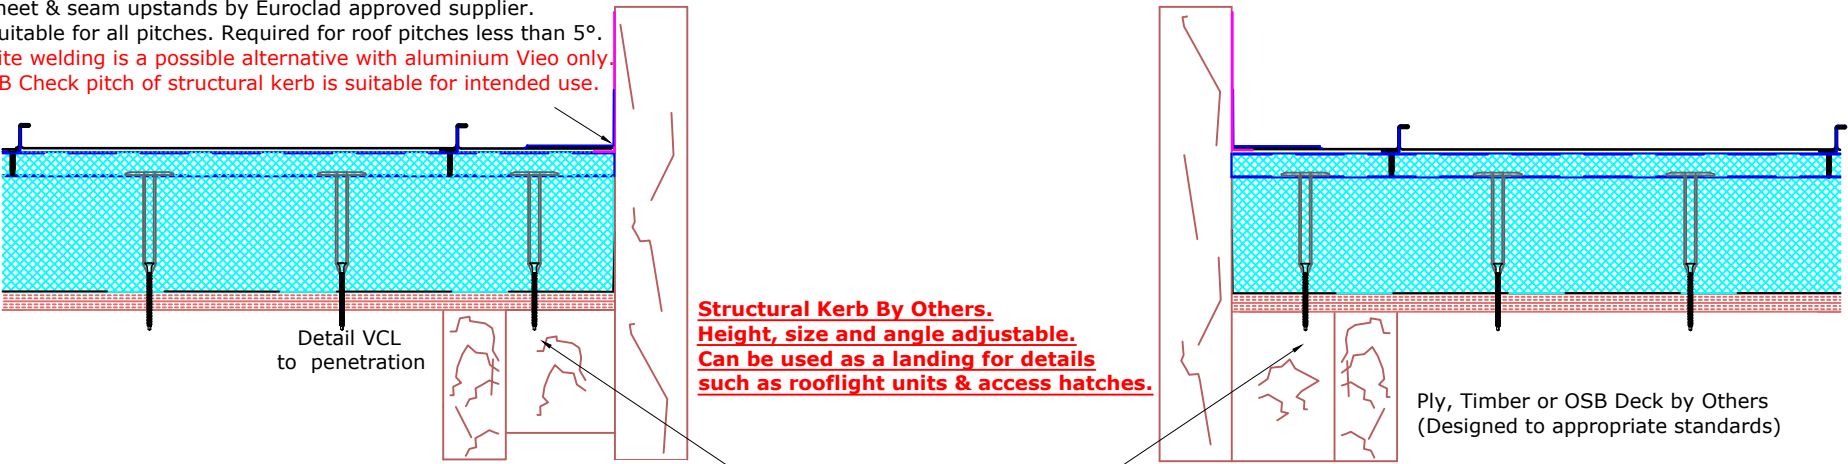 & seam upstands by Euroclad approved supplier.
for all pitches. Required for roof pitches less than 5°.
welding is a possible alternative with aluminium Vieo only.
Check pitch of structural kerb is suitable for intended use.
Detail VCL
to penetration
Structural Kerb By Others.
Height, size and angle adjustable.
Can be used as a landing for details
such as rooflight units & access hatches.
Ply, Timber or OSB Deck by Others
(Designed to appropriate standards)